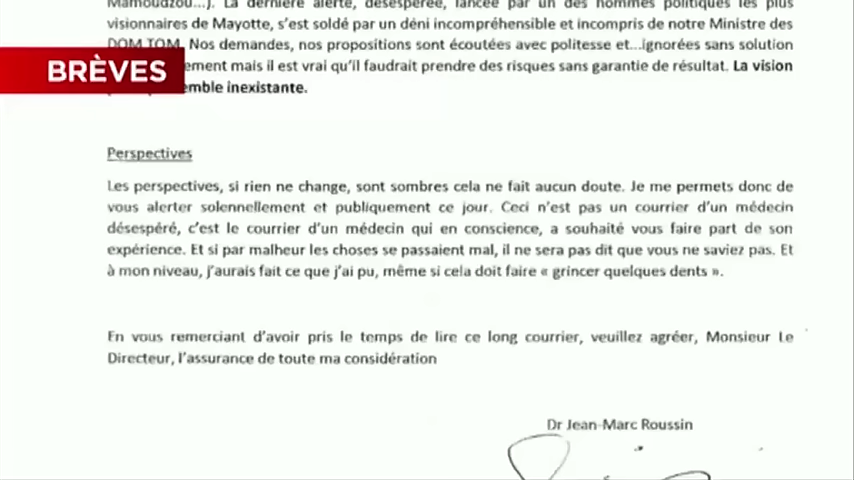 Mamoudzou...). La dernière alerte, désespérée, lancée par un des hommes politiques les plus
visionnaires de Mayotte, s'est soldé par un déni incompréhensible et incompris de notre Ministre des
DOM TOM. Nos demandes, nos propositions sont écoutées avec politesse et...ignorées sans solution
BRÈVES
ement mais il est vrai qu'il faudrait prendre des risques sans garantie de résultat. La vision
emble inexistante.
Perspectives
Les perspectives, si rien ne change, sont sombres cela ne fait aucun doute. Je me permets donc de
vous alerter solennellement et publiquement ce jour. Ceci n'est pas un courrier d'un médecin
désespéré, c'est le courrier d'un médecin qui en conscience, a souhaité vous faire part de son
expérience. Et si par malheur les choses se passaient mal, il ne sera pas dit que vous ne saviez pas. Et
à mon niveau, j'aurais fait ce que j'ai pu, même si cela doit faire « grincer quelques dents ».
En vous remerciant d'avoir pris le temps de lire ce long courrier, veuillez agréer, Monsieur Le
Directeur, l'assurance de toute ma considération
Dr Jean-Marc Roussin